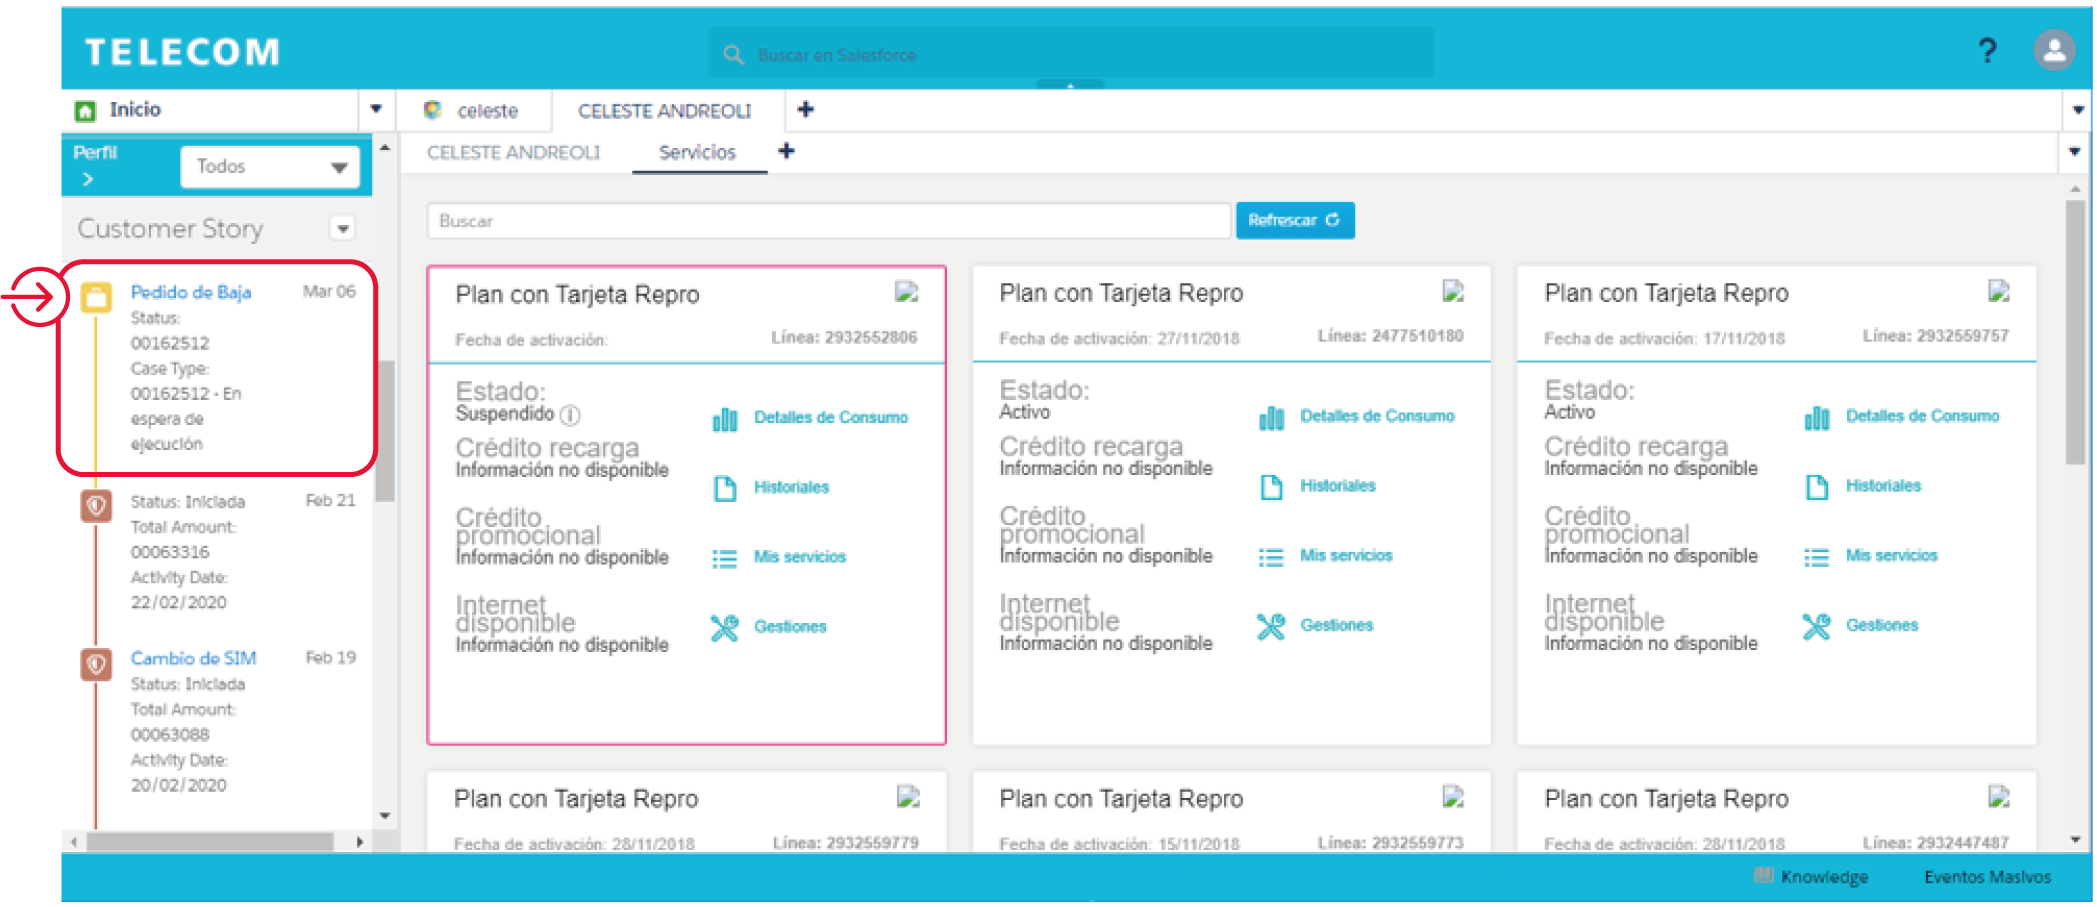 TELECOM
Buscar en Salesforce
?
Inicio
celeste
CELESTE ANDREOLI
Perfil
Todos
CELESTE ANDREOLI
Servicios
Customer Story
Buscar
Refrescar
Pedido de Baja
Mar 06
Status:
00162512
Case Type:
00162512 - En
espera de
ejecución
Status: Iniciada
Feb 21
Total Amount:
00063316
Activity Date:
22/02/2020
Cambio de SIM
Feb 19
Status: Iniciada
Total Amount:
00063088
Activity Date:
20/02/2020
Plan con Tarjeta Repro
Fecha de activación:
Línea: 2932552806
Estado:
Suspendido
Crédito recarga
Información no disponible
Crédito
promocional
Información no disponible
Internet
disponible
Información no disponible
Detalles de Consumo
Historiales
Mis servicios
Gestiones
Plan con Tarjeta Repro
Fecha de activación: 27/11/2018
Línea: 2477510180
Estado:
Activo
Crédito recarga
Información no disponible
Crédito
promocional
Información no disponible
Internet
disponible
Información no disponible
Detalles de Consumo
Historiales
Mis servicios
Gestiones
Plan con Tarjeta Repro
Fecha de activación: 17/11/2018
Línea: 2932559757
Estado:
Activo
Crédito recarga
Información no disponible
Crédito
promocional
Información no disponible
Internet
disponible
Información no disponible
Detalles de Consumo
Historiales
Mis servicios
Gestiones
Plan con Tarjeta Repro
Fecha de activación: 28/11/2018
Línea: 2932559779
Plan con Tarjeta Repro
Fecha de activación: 15/11/2018
Línea: 2932559773
Plan con Tarjeta Repro
Fecha de activación: 28/11/2018
Línea: 2932447487
Knowledge
Eventos Masivos